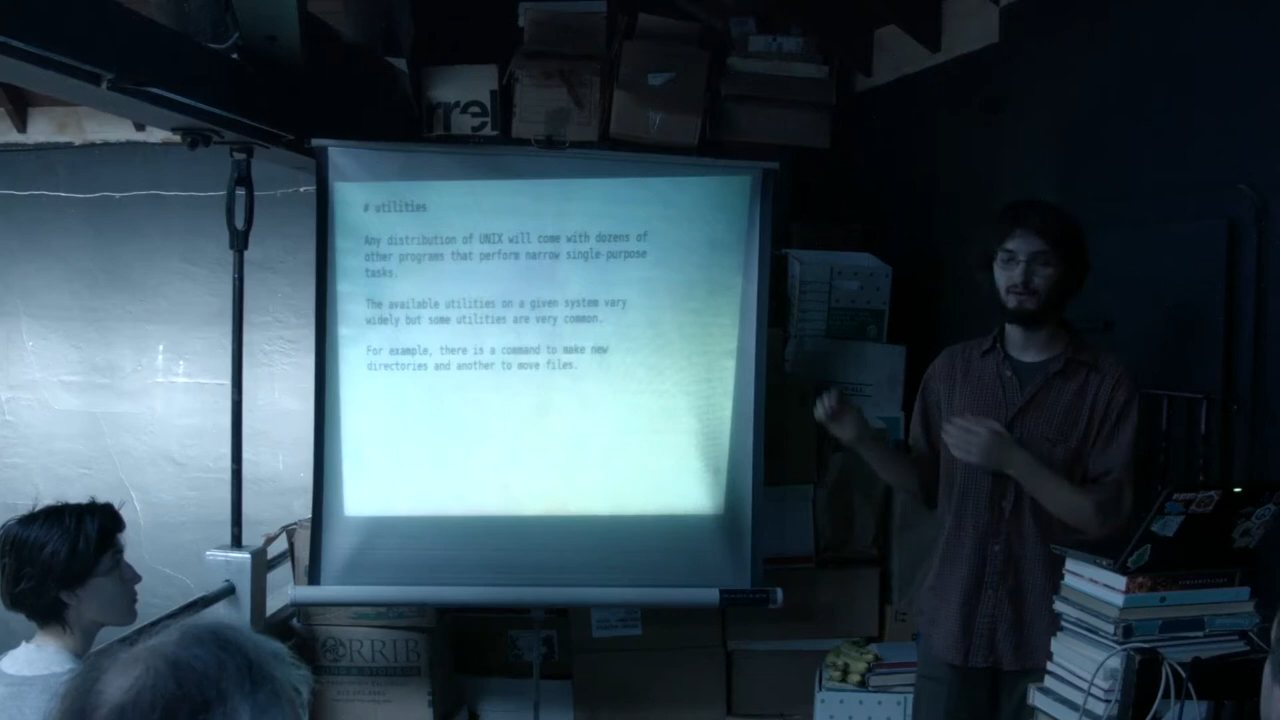 rrel
# utilities
Any distribution of UNIX will come with dozens of
other programs that perform narrow single-purpose
tasks.
The available utilities on a given system vary
widely but some utilities are very common.
For example, there is a command to make new
directories and another to move files.
ORRIB